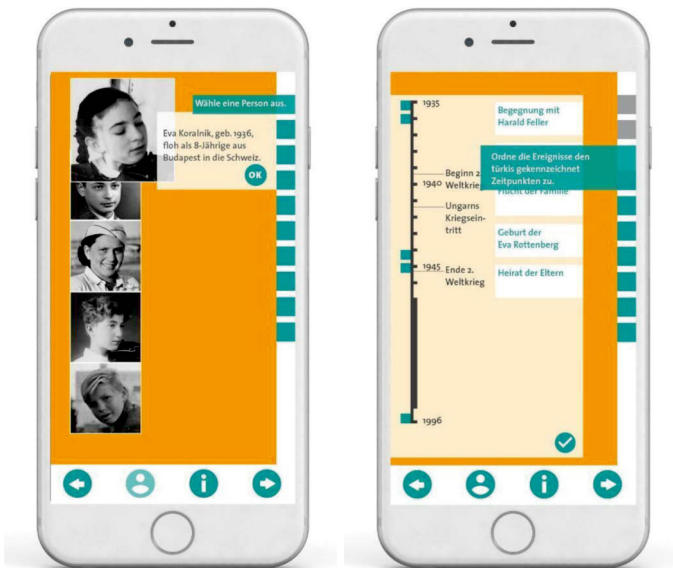 Wähle eine Person aus.
Eva Koralnik, geb. 1936,
floh als 8-Jährige aus
Budapest in die Schweiz.
OK
1935
Begegnung mit
Harald Feller
Ordne die Ereignisse den
türkis gekennzeichnet
Zeitpunkten zu.
Beginn 2.
1940 Weltkrieg
Flucht der Familie
Ungarns
Kriegsein-
tritt
Geburt der
Eva Rottenberg
1945 Ende 2.
Weltkrieg
Heirat der Eltern
1996